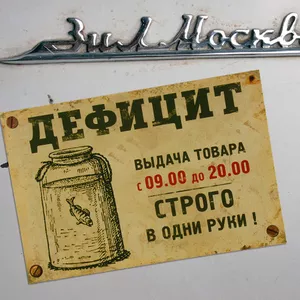 ЗиЛ Москв
ДЕФИЦИТ
ВЫДАЧА ТОВАРА
с 09.00 до 20.00
СТРОГО
В ОДНИ РУКИ !